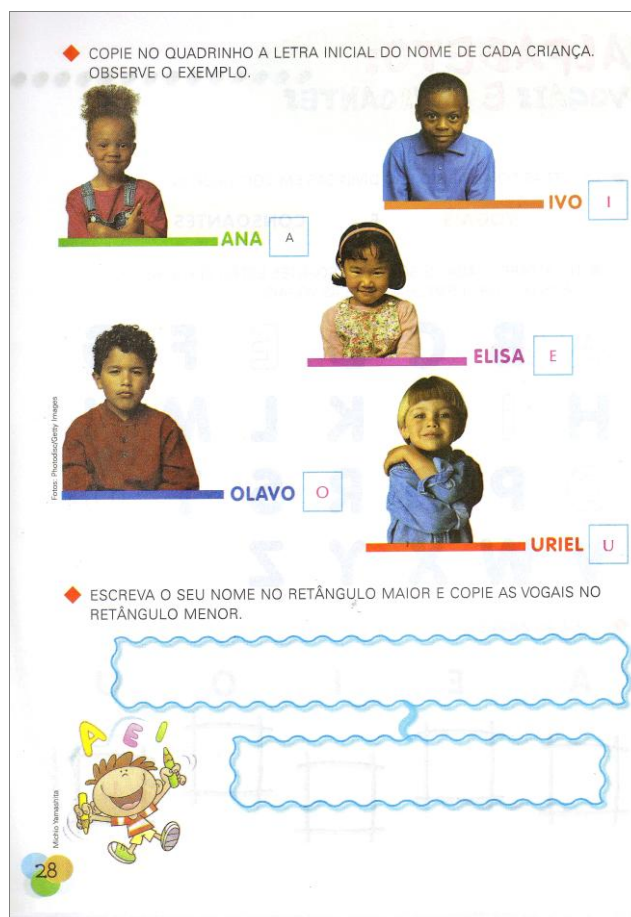 COPIE NO QUADRINHO A LETRA INICIAL DO NOME DE CADA CRIANÇA.
OBSERVE O EXEMPLO.
IVO I
ANA A
ELISA E
OLAVO O
URIEL U
Fotos: Photodisc/Getty Images
ESCREVA O SEU NOME NO RETÂNGULO MAIOR E COPIE AS VOGAIS NO
RETÂNGULO MENOR.
A E I
Michio Yamashita
28